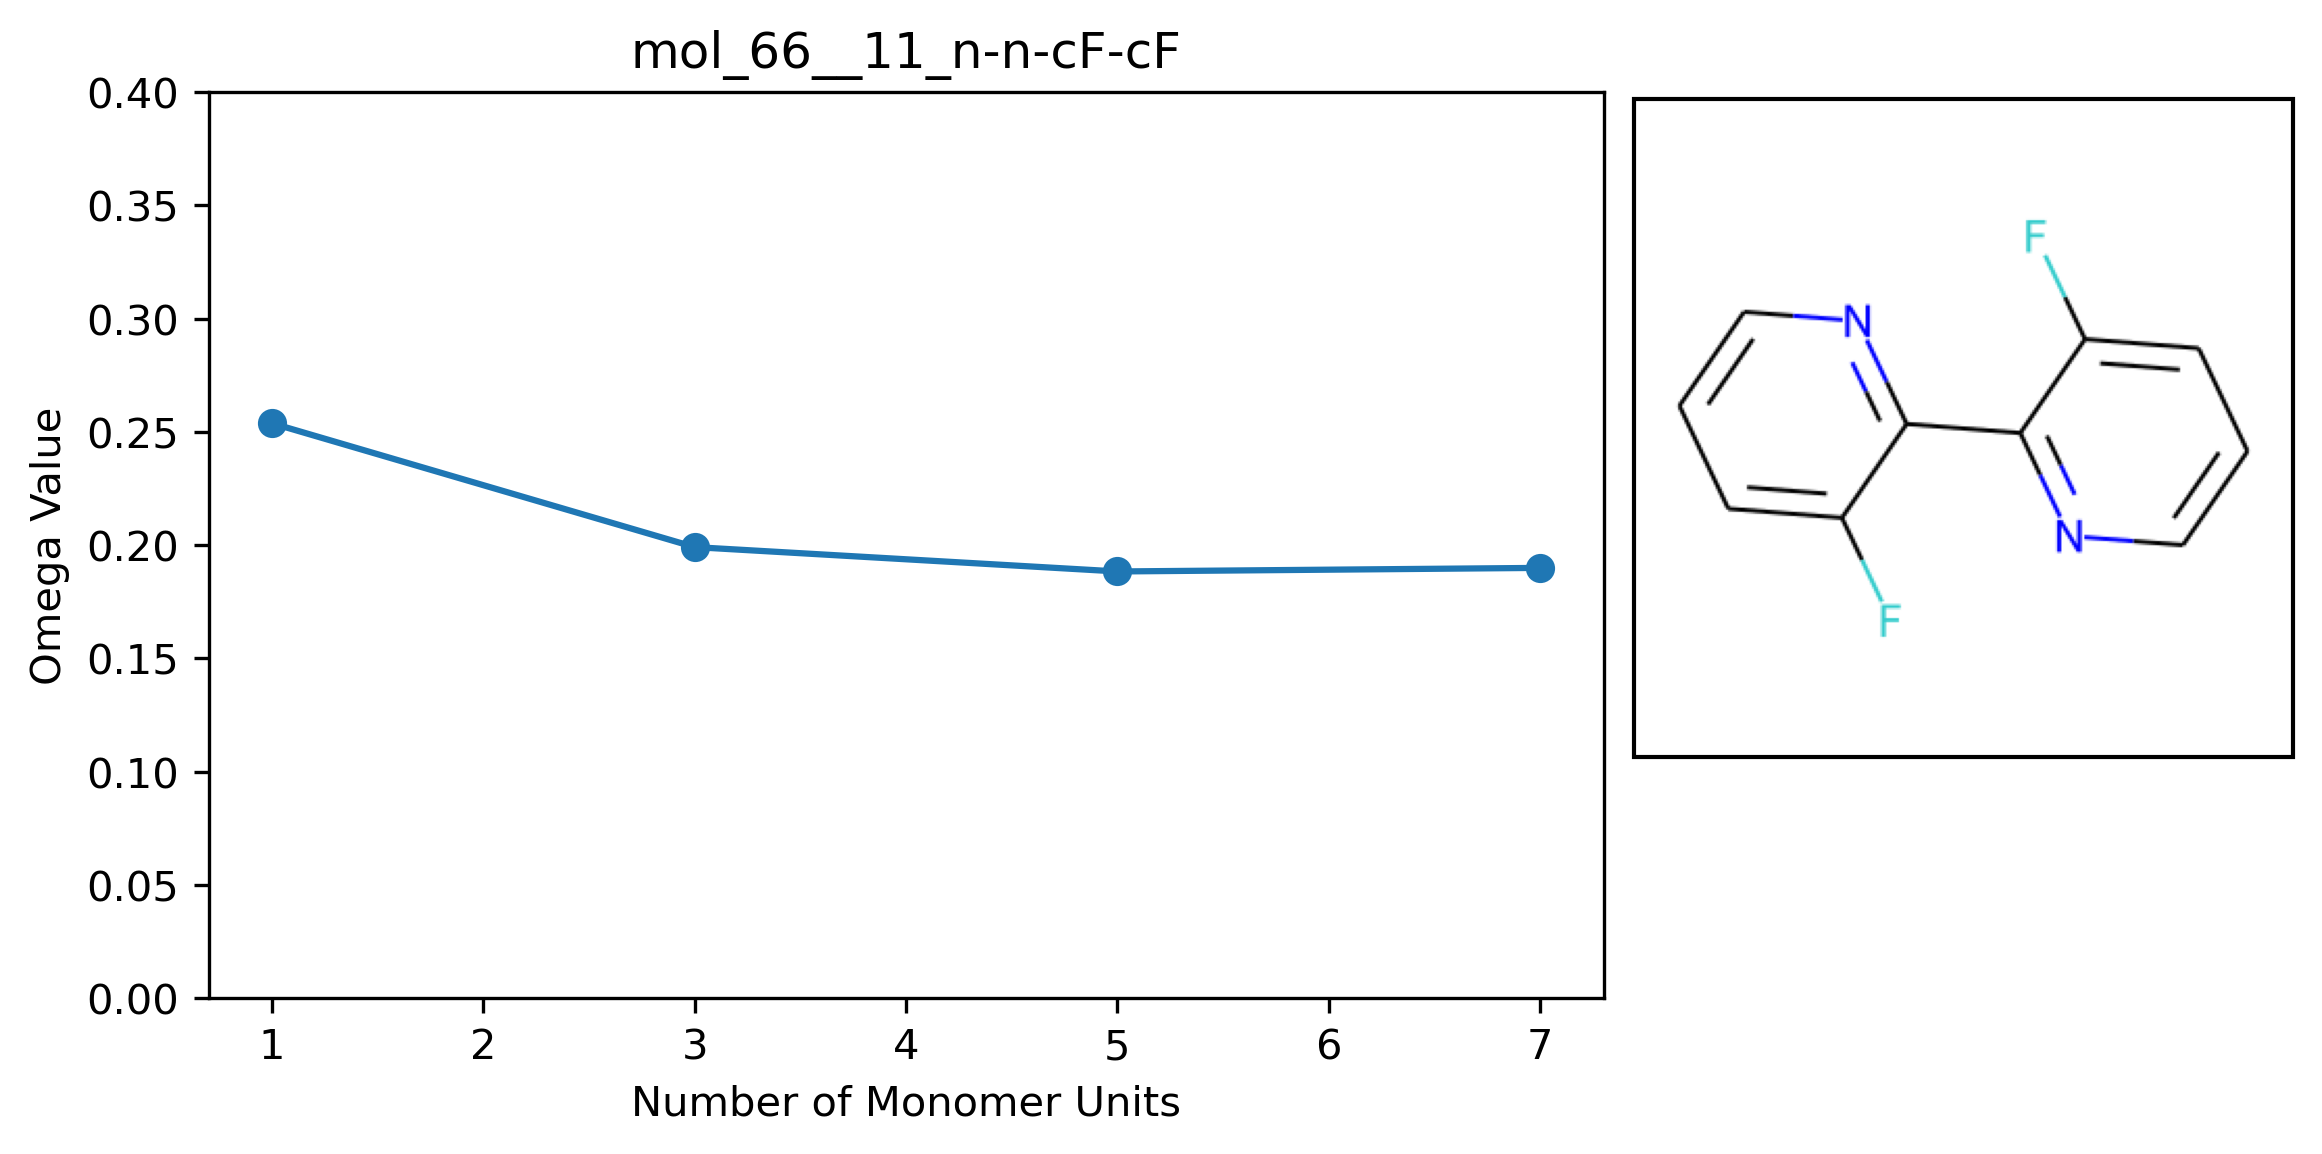 mol_66__11_n-n-cF-cF
Omega Value
0.40
0.35
0.30
0.25
0.20
0.15
0.10
0.05
0.00
1 2 3 4 5 6 7
Number of Monomer Units
F
N
N
F